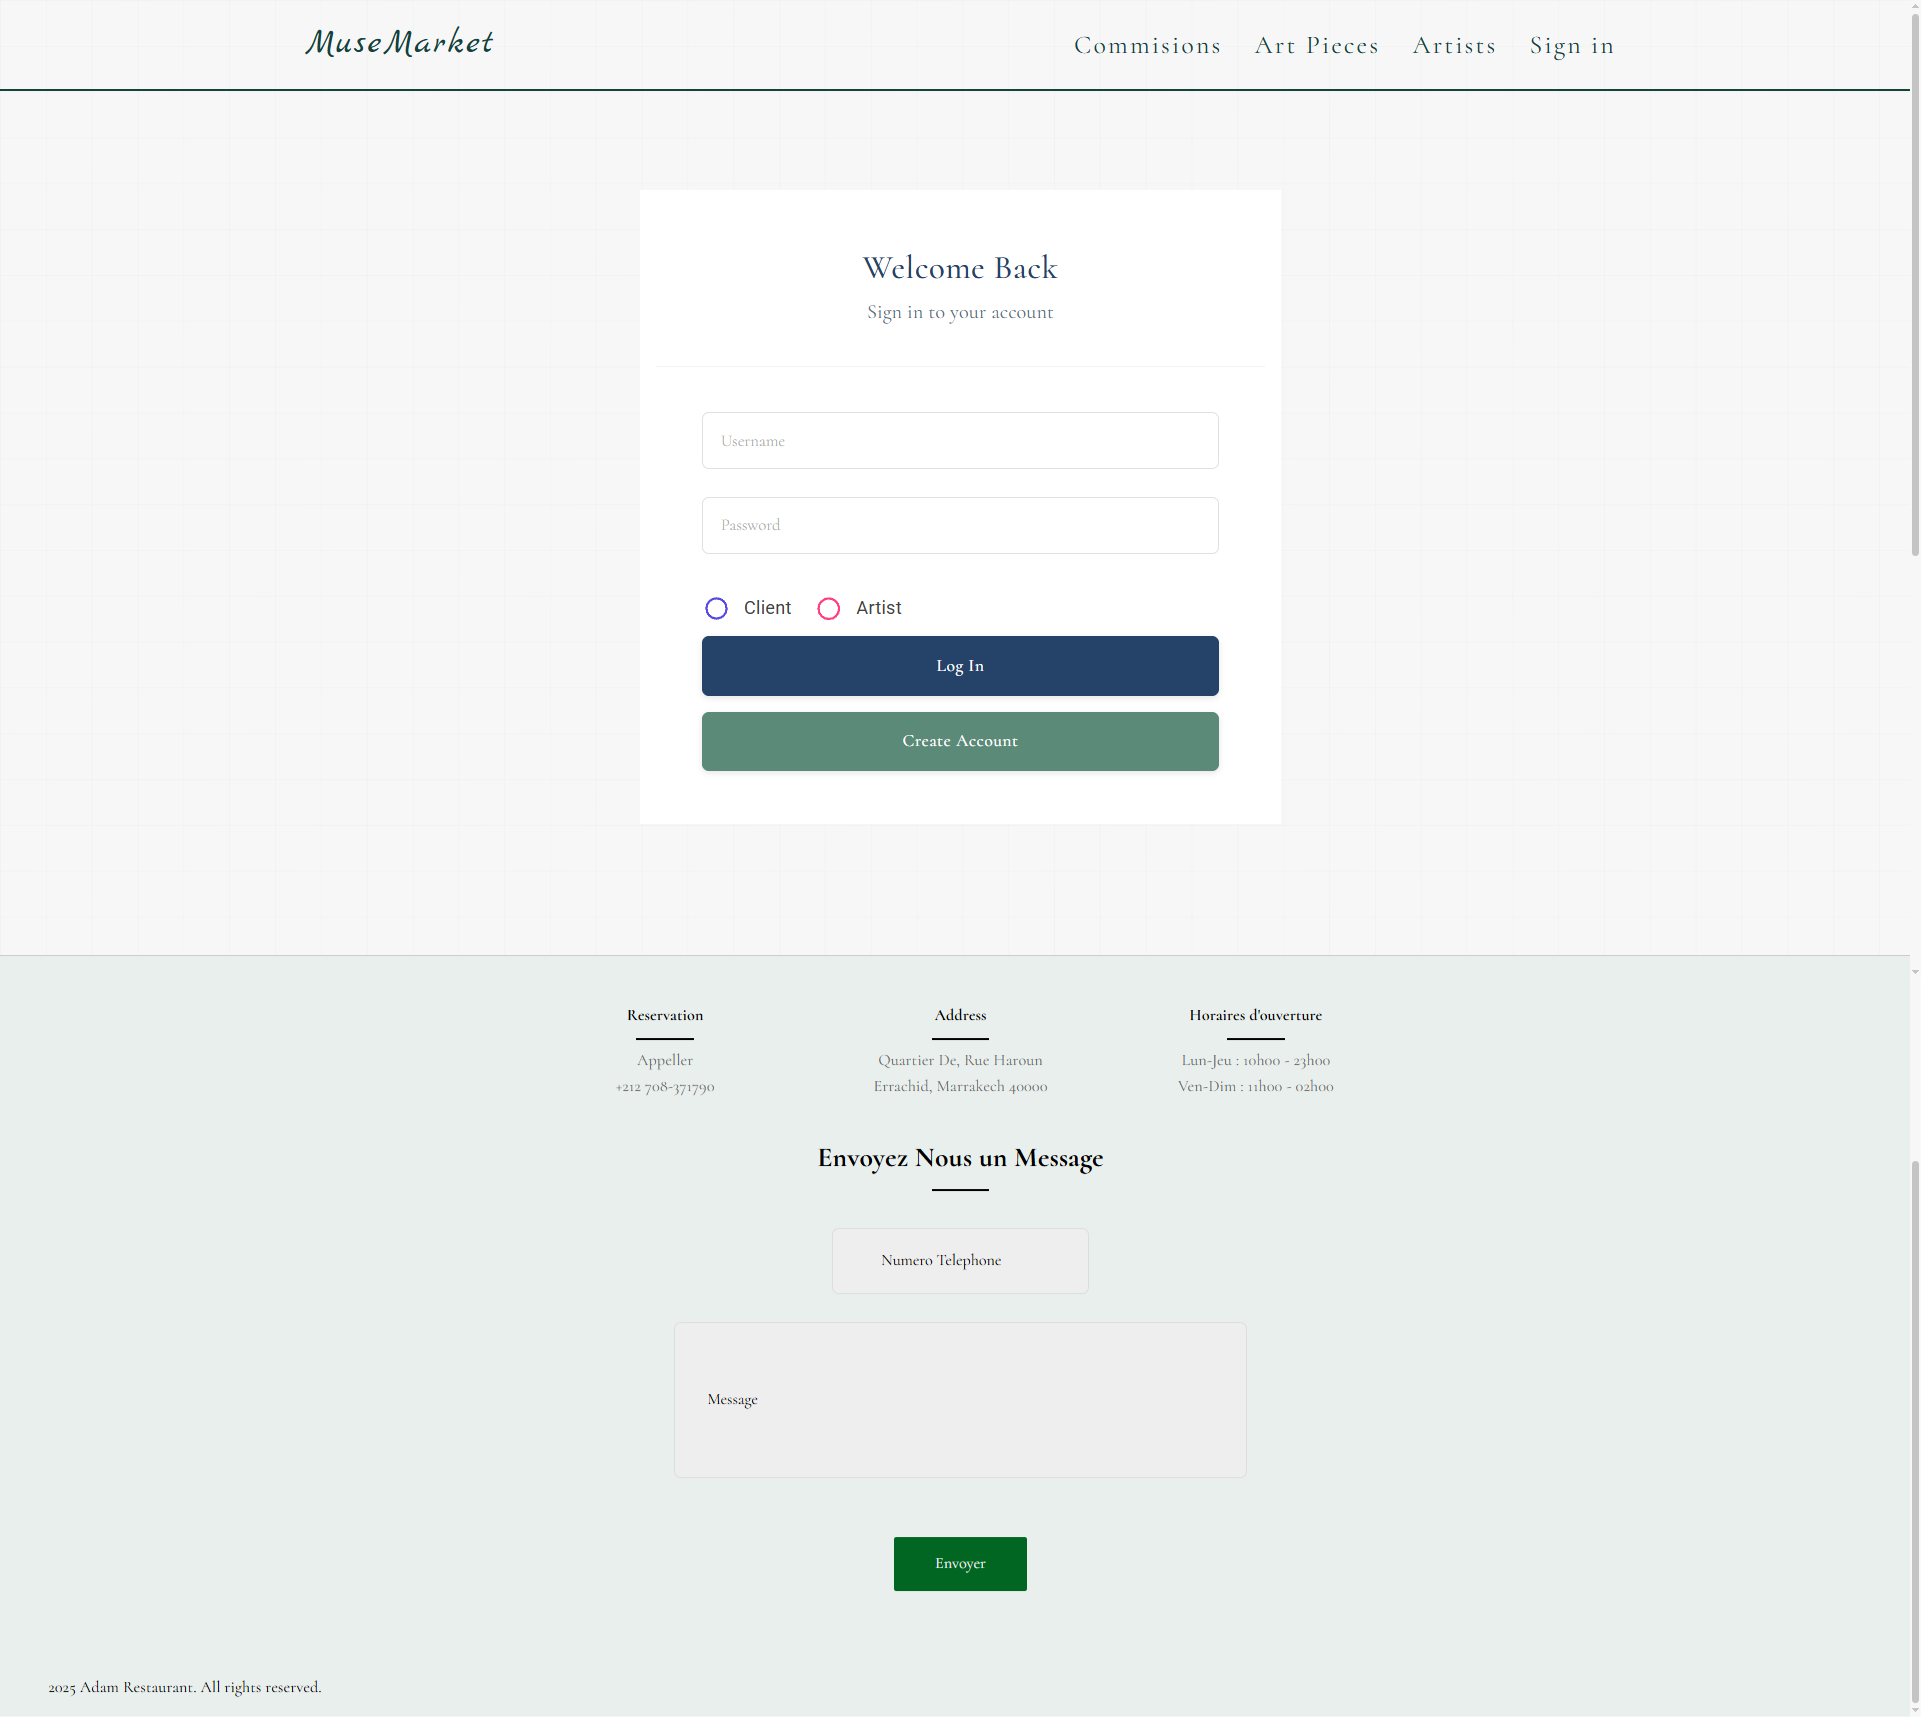 MuseMarket
Commisions Art Pieces Artists Sign in
Welcome Back
Sign in to your account
Username
Password
Client Artist
Log In
Create Account
Reservation
Appeller
+212 708-371790
Address
Quartier De, Rue Haroun
Errachid, Marrakech 40000
Horaires d'ouverture
Lun-Jeu : 10h00 - 23h00
Ven-Dim : 11h00 - 02h00
Envoyez Nous un Message
Numero Telephone
Message
Envoyer
2025 Adam Restaurant. All rights reserved.